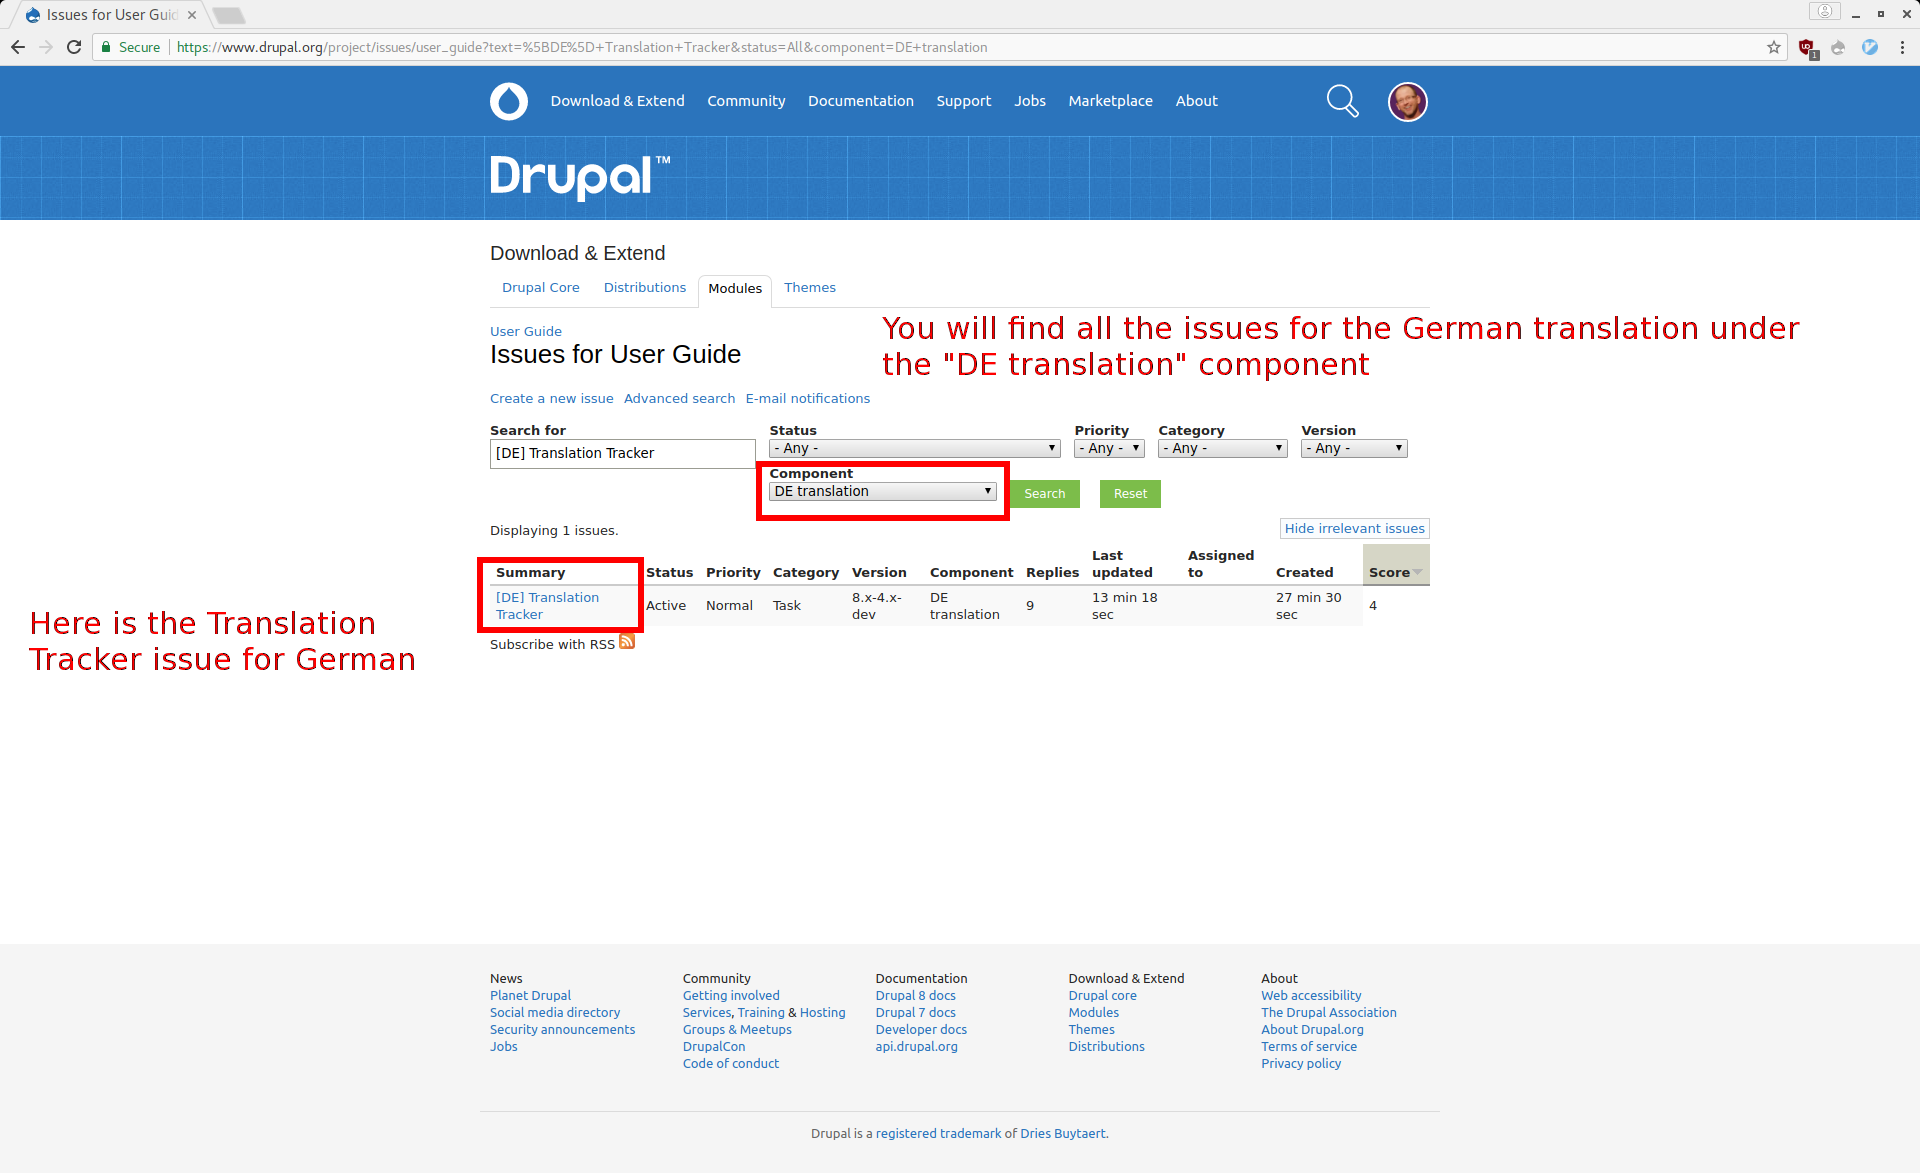 Issues for User Guid
Secure https://www.drupal.org/project/issues/user_guide?text=%5BDE%5D+Translation+Tracker&status=All&component=DE+translation
1
Download & Extend Community Documentation Support Jobs Marketplace About
Drupal™
Download & Extend
Drupal Core Distributions Modules Themes
User Guide
Issues for User Guide
You will find all the issues for the German translation under
the "DE translation" component
Create a new issue Advanced search E-mail notifications
Search for Status Priority Category Version
[DE] Translation Tracker - Any - - Any - - Any - - Any -
Component
DE translation Search Reset
Displaying 1 issues. Hide irrelevant issues
Summary Status Priority Category Version Component Replies Last updated Assigned to Created Score
[DE] Translation Tracker Active Normal Task 8.x-4.x-dev DE translation 9 13 min 18 sec 27 min 30 sec 4
Subscribe with RSS
Here is the Translation
Tracker issue for German
News
Planet Drupal
Social media directory
Security announcements
Jobs
Community
Getting involved
Services, Training & Hosting
Groups & Meetups
DrupalCon
Code of conduct
Documentation
Drupal 8 docs
Drupal 7 docs
Developer docs
api.drupal.org
Download & Extend
Drupal core
Modules
Themes
Distributions
About
Web accessibility
The Drupal Association
About Drupal.org
Terms of service
Privacy policy
Drupal is a registered trademark of Dries Buytaert.